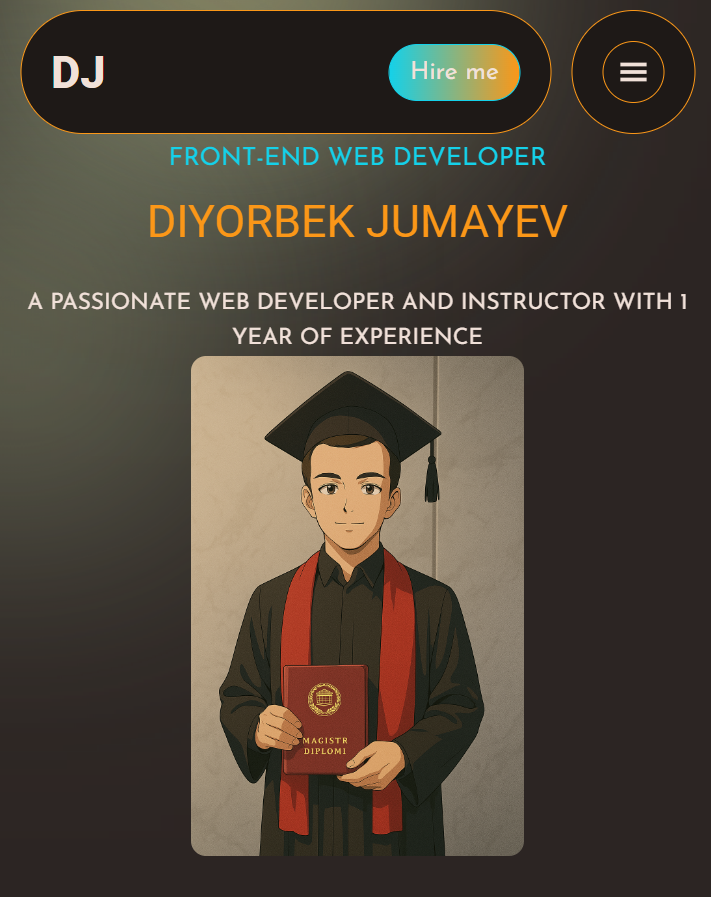 DJ
Hire me
FRONT-END WEB DEVELOPER
DIYORBEK JUMAYEV
A PASSIONATE WEB DEVELOPER AND INSTRUCTOR WITH 1
YEAR OF EXPERIENCE
MAGISTR
DIPLOMI